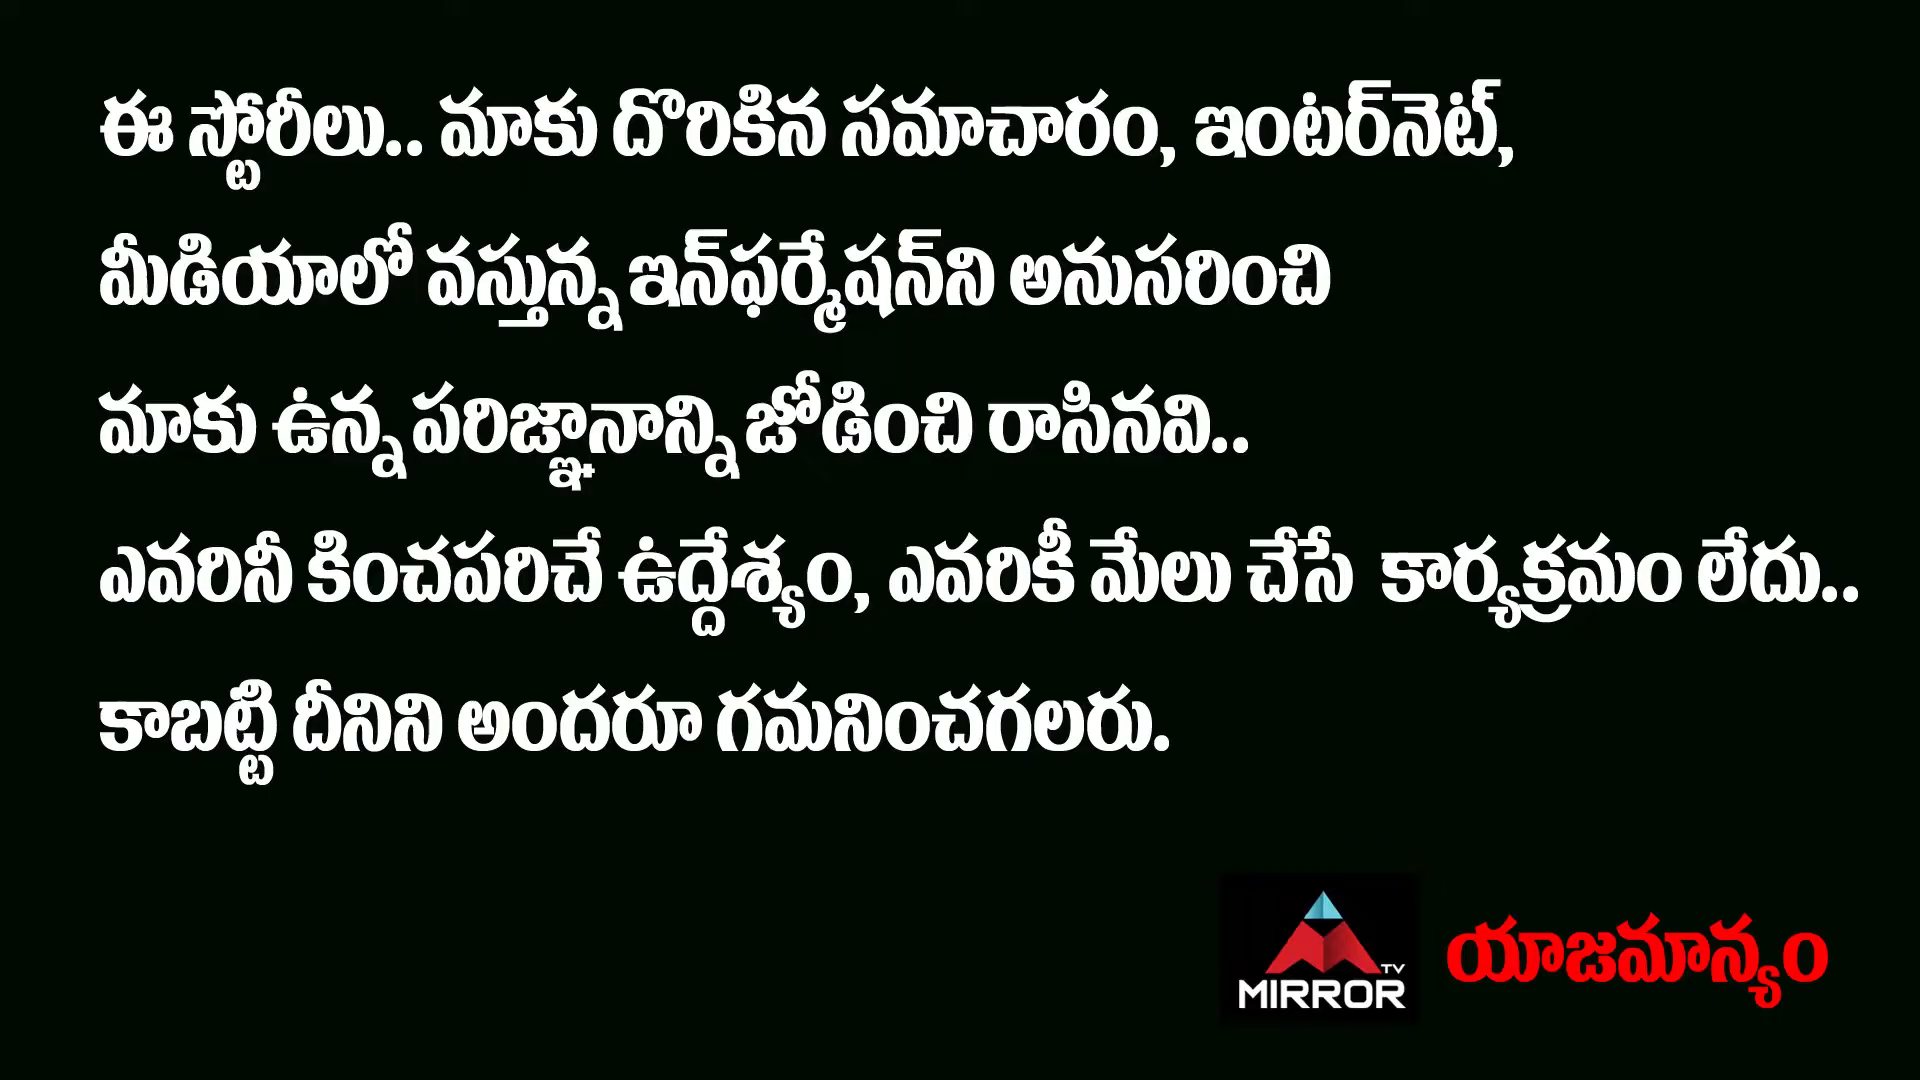 ఈ స్టోరీలు.. మాకు దొరికిన సమాచారం, ఇంటర్‌నెట్,
మీడియాలో వస్తున్న ఇన్‌ఫర్మేషన్‌ని అనుసరించి
మాకు ఉన్న పరిజ్ఞానాన్ని జోడించి రాసినవి..
ఎవరినీ కించపరిచే ఉద్దేశ్యం, ఎవరికీ మేలు చేసే కార్యక్రమం లేదు..
కాబట్టి దీనిని అందరూ గమనించగలరు.
TV
MIRROR
యాజమాన్యం